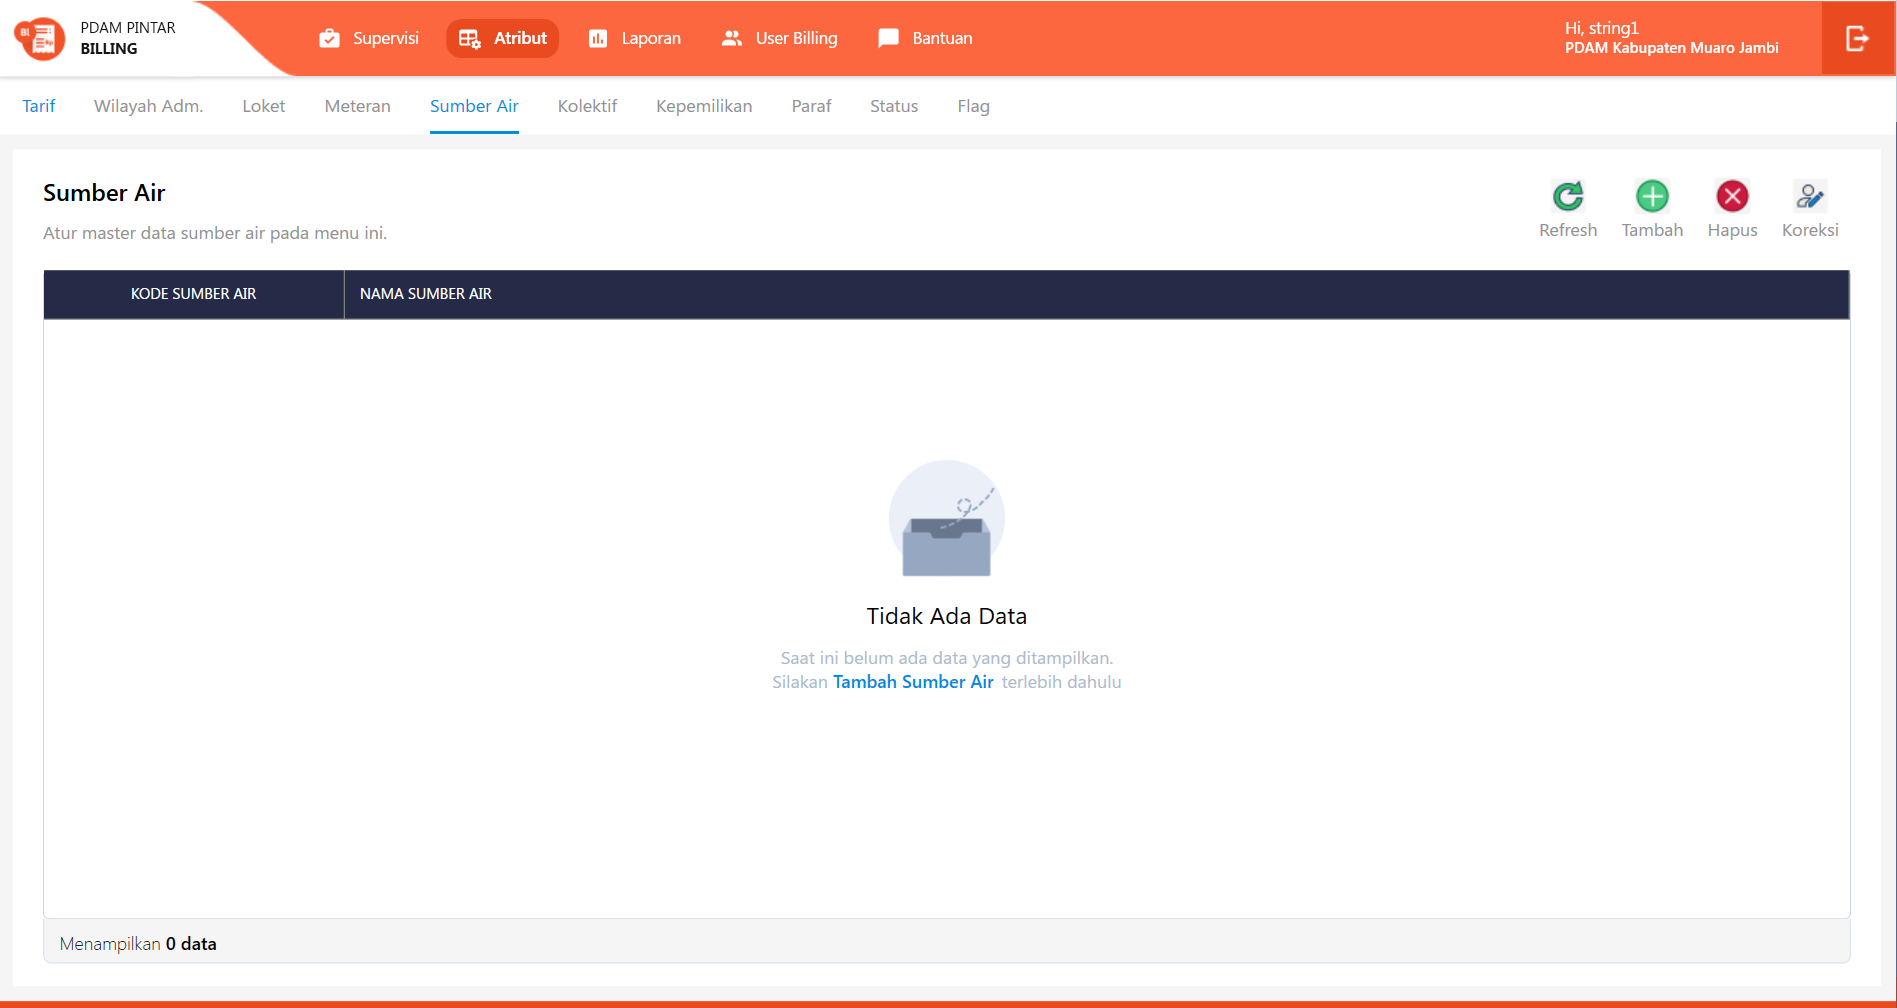 PDAM PINTAR
BILLING
Supervisi
Atribut
Laporan
User Billing
Bantuan
Hi, string1
PDAM Kabupaten Muaro Jambi
Tarif
Wilayah Adm.
Loket
Meteran
Sumber Air
Kolektif
Kepemilikan
Paraf
Status
Flag
Sumber Air
Atur master data sumber air pada menu ini.
Refresh
Tambah
Hapus
Koreksi
KODE SUMBER AIR
NAMA SUMBER AIR
Tidak Ada Data
Saat ini belum ada data yang ditampilkan.
Silakan Tambah Sumber Air terlebih dahulu
Menampilkan 0 data